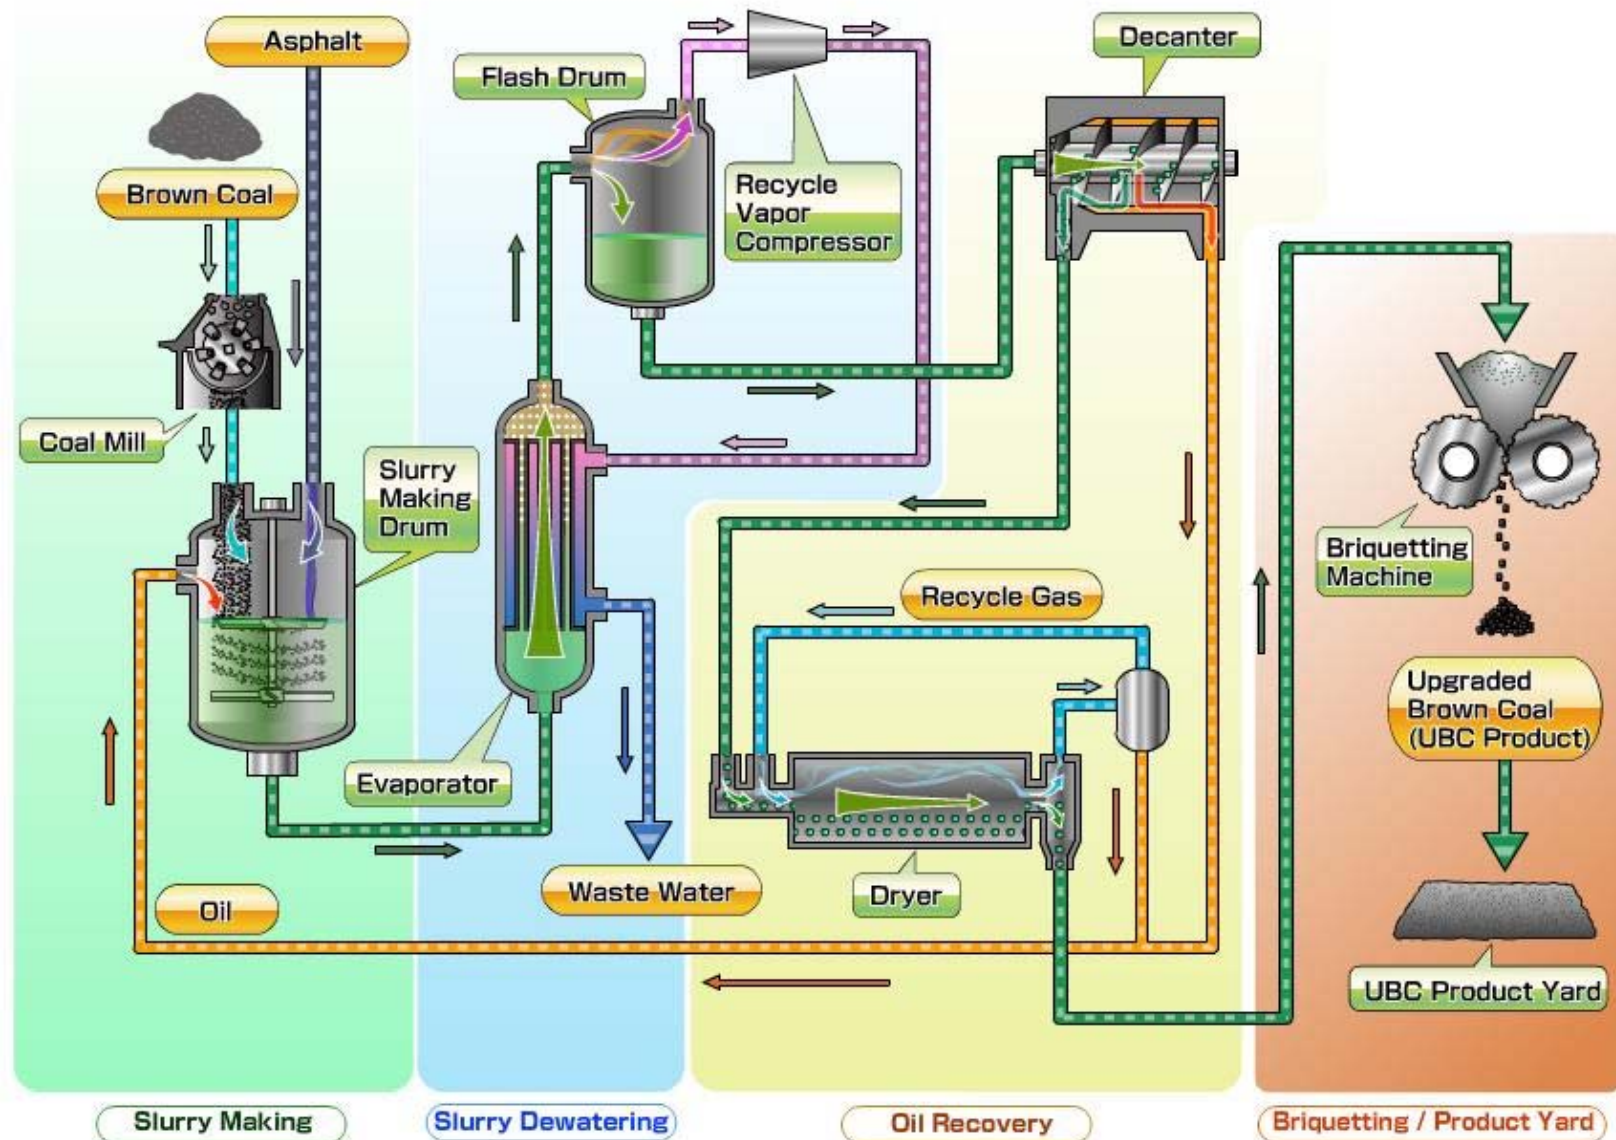 Asphalt
Brown Coal
Coal Mill
Slurry
Making
Drum
Oil
Flash Drum
Recycle
Vapor
Compressor
Evaporator
Waste Water
Decanter
Recycle Gas
Dryer
Briquetting
Machine
Upgraded
Brown Coal
(UBC Product)
UBC Product Yard
Slurry Making
Slurry Dewatering
Oil Recovery
Briquetting / Product Yard